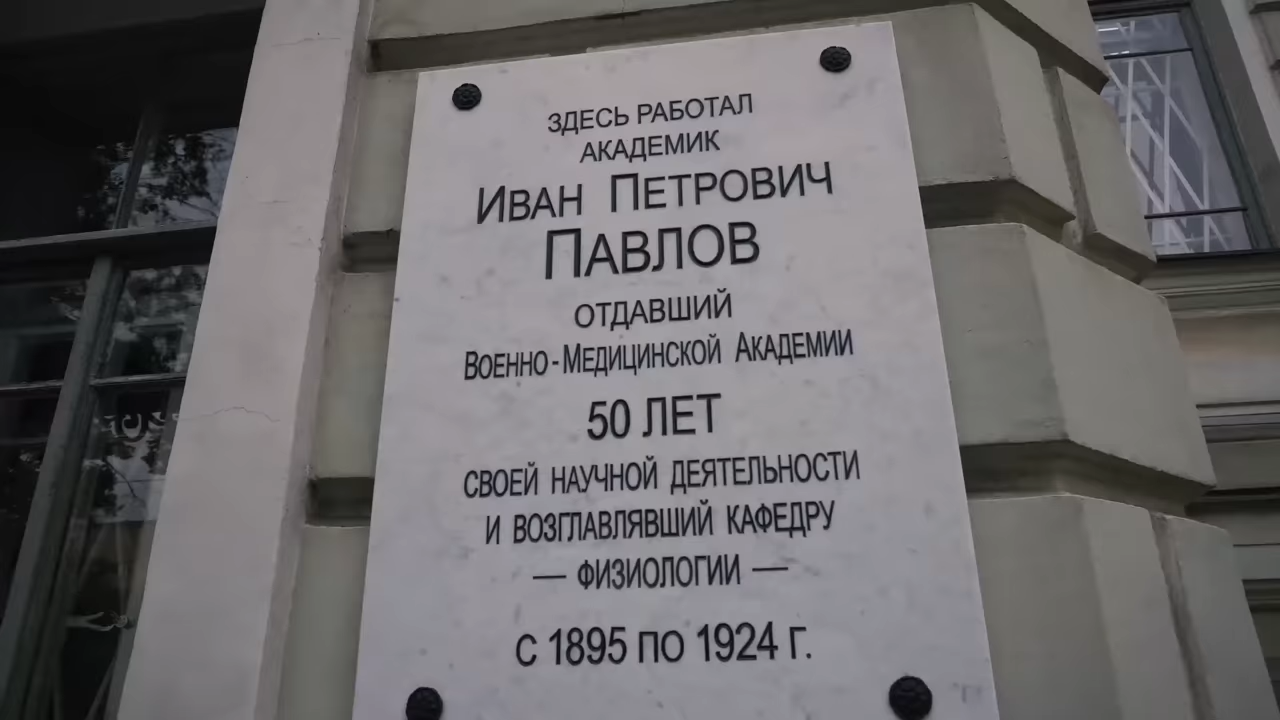 ЗДЕСЬ РАБОТАЛ
АКАДЕМИК
ИВАН ПЕТРОВИЧ
ПАВЛОВ
ОТДАВШИЙ
ВОЕННО-МЕДИЦИНСКОЙ АКАДЕМИИ
50 ЛЕТ
СВОЕЙ НАУЧНОЙ ДЕЯТЕЛЬНОСТИ
И ВОЗГЛАВЛЯВШИЙ КАФЕДРУ
— ФИЗИОЛОГИИ —
С 1895 ПО 1924 Г.